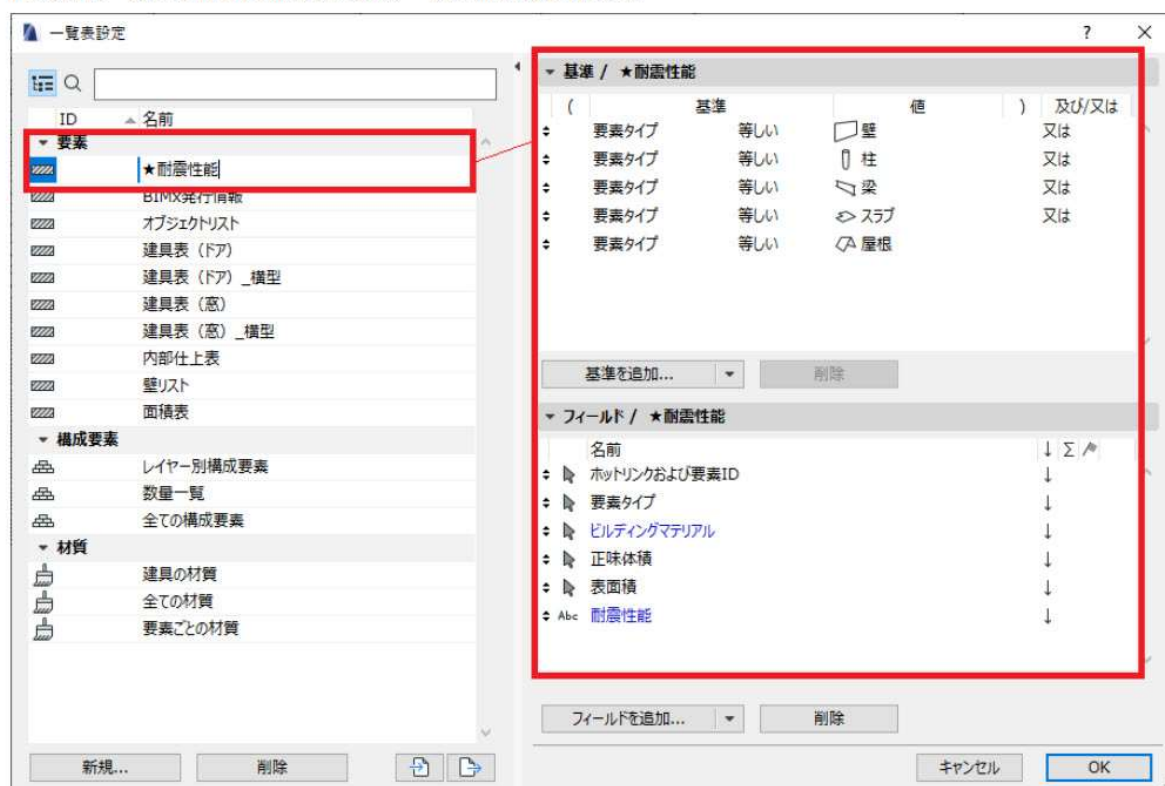 一覧表設定
? ×
ID 名前
要素
★耐震性能
BIMx発行情報
オブジェクトリスト
建具表（ドア）
建具表（ドア）_横型
建具表（窓）
建具表（窓）_横型
内部仕上表
壁リスト
面積表
構成要素
レイヤー別構成要素
数量一覧
全ての構成要素
材質
建具の材質
全ての材質
要素ごとの材質
新規...
削除
基準 / ★耐震性能
( 基準 値 ) 及び/又は
要素タイプ 等しい 壁 又は
要素タイプ 等しい 柱 又は
要素タイプ 等しい 梁 又は
要素タイプ 等しい スラブ 又は
要素タイプ 等しい 屋根
基準を追加... 削除
フィールド / ★耐震性能
名前 ↓ Σ
ホットリンクおよび要素ID ↓
要素タイプ ↓
ビルディングマテリアル ↓
正味体積 ↓
表面積 ↓
Abc 耐震性能 ↓
フィールドを追加... 削除
キャンセル OK